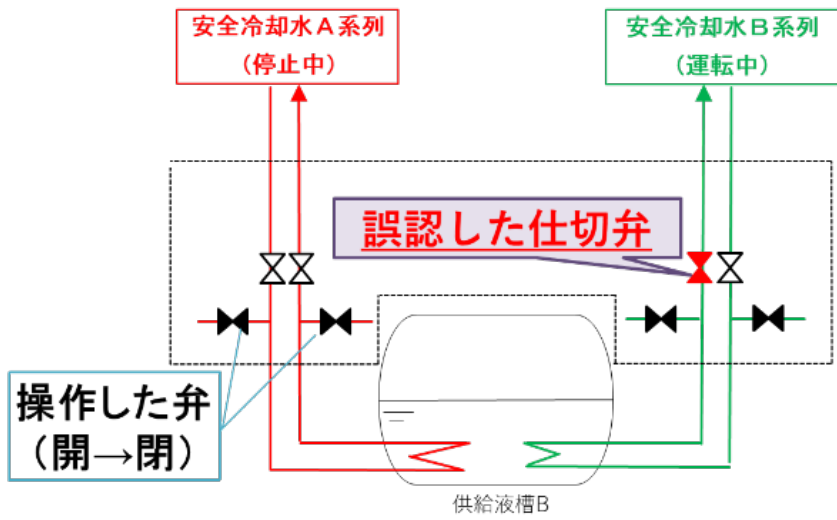 安全冷却水A系列
(停止中)
安全冷却水B系列
(運転中)
誤認した仕切弁
操作した弁
(開→閉)
供給液槽B